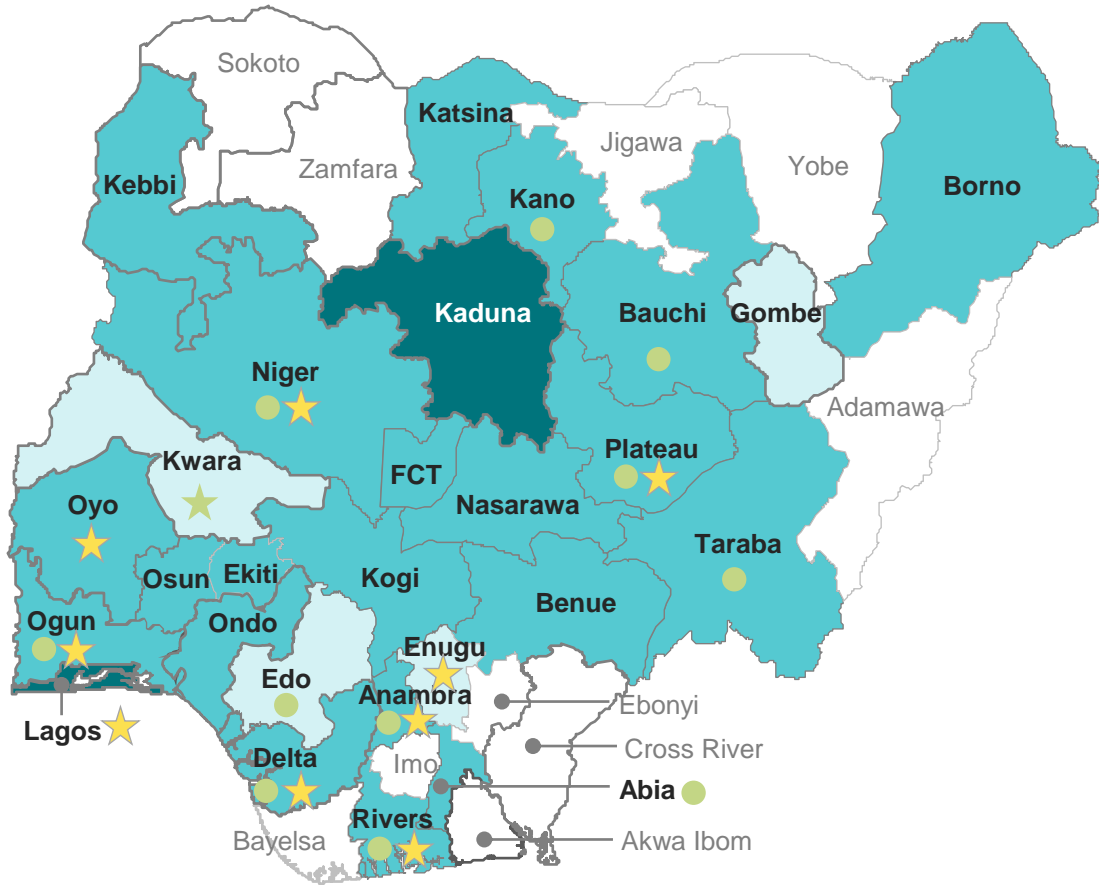 Sokoto
Katsina
Jigawa
Yobe
Zamfara
Kebbi
Kano
Borno
Kaduna
Bauchi
Gombe
Niger
Adamawa
Kwara
Plateau
FCT
Nasarawa
Oyo
Taraba
Osun
Ekiti
Kogi
Benue
Ogun
Ondo
Enugu
Edo
Anambra
Ebonyi
Lagos
Cross River
Delta
Imo
Abia
Rivers
Bayelsa
Akwa Ibom